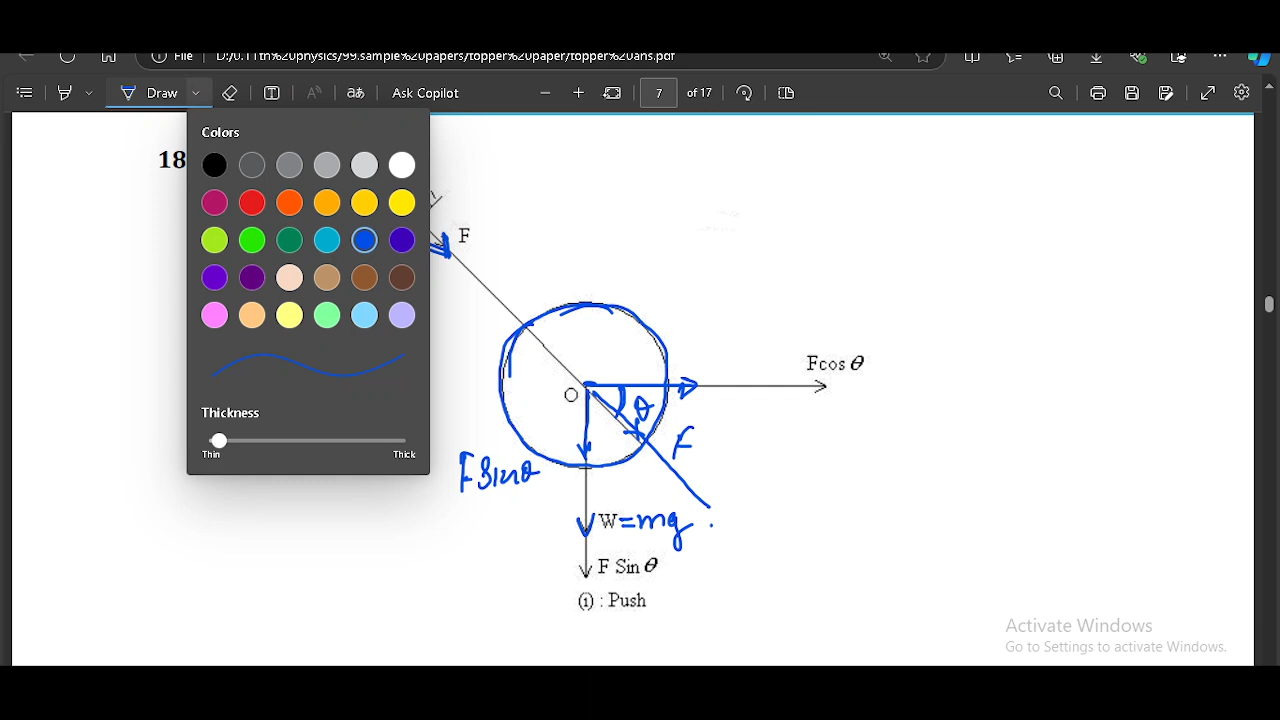 File D:/0.11th%20physics/99.sample%20papers/topper%20paper/topper%20ans.pdf
Draw Ask Copilot 7 of 17
Colors
18
F
Fcos θ
O
θ
F
F Sinθ
Thickness
Thin Thick
W=mg
F Sin θ
(i) : Push
Activate Windows
Go to Settings to activate Windows.